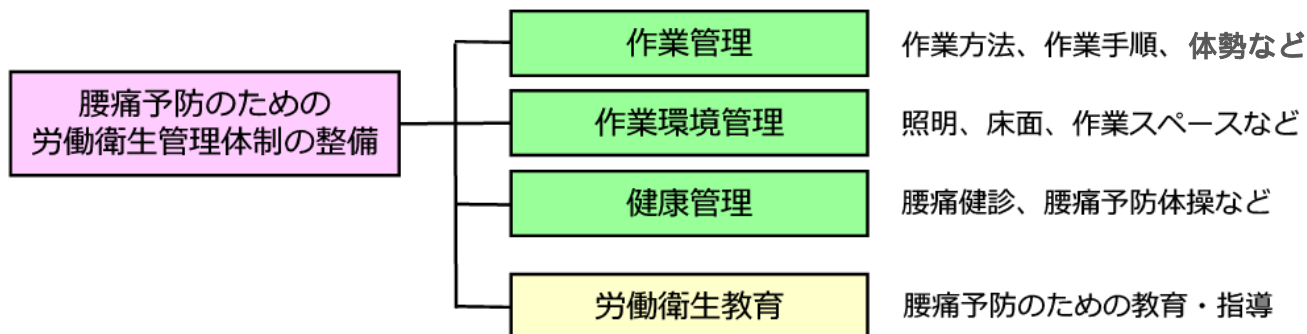 腰痛予防のための
労働衛生管理体制の整備
作業管理
作業方法、作業手順、体勢など
作業環境管理
照明、床面、作業スペースなど
健康管理
腰痛健診、腰痛予防体操など
労働衛生教育
腰痛予防のための教育・指導